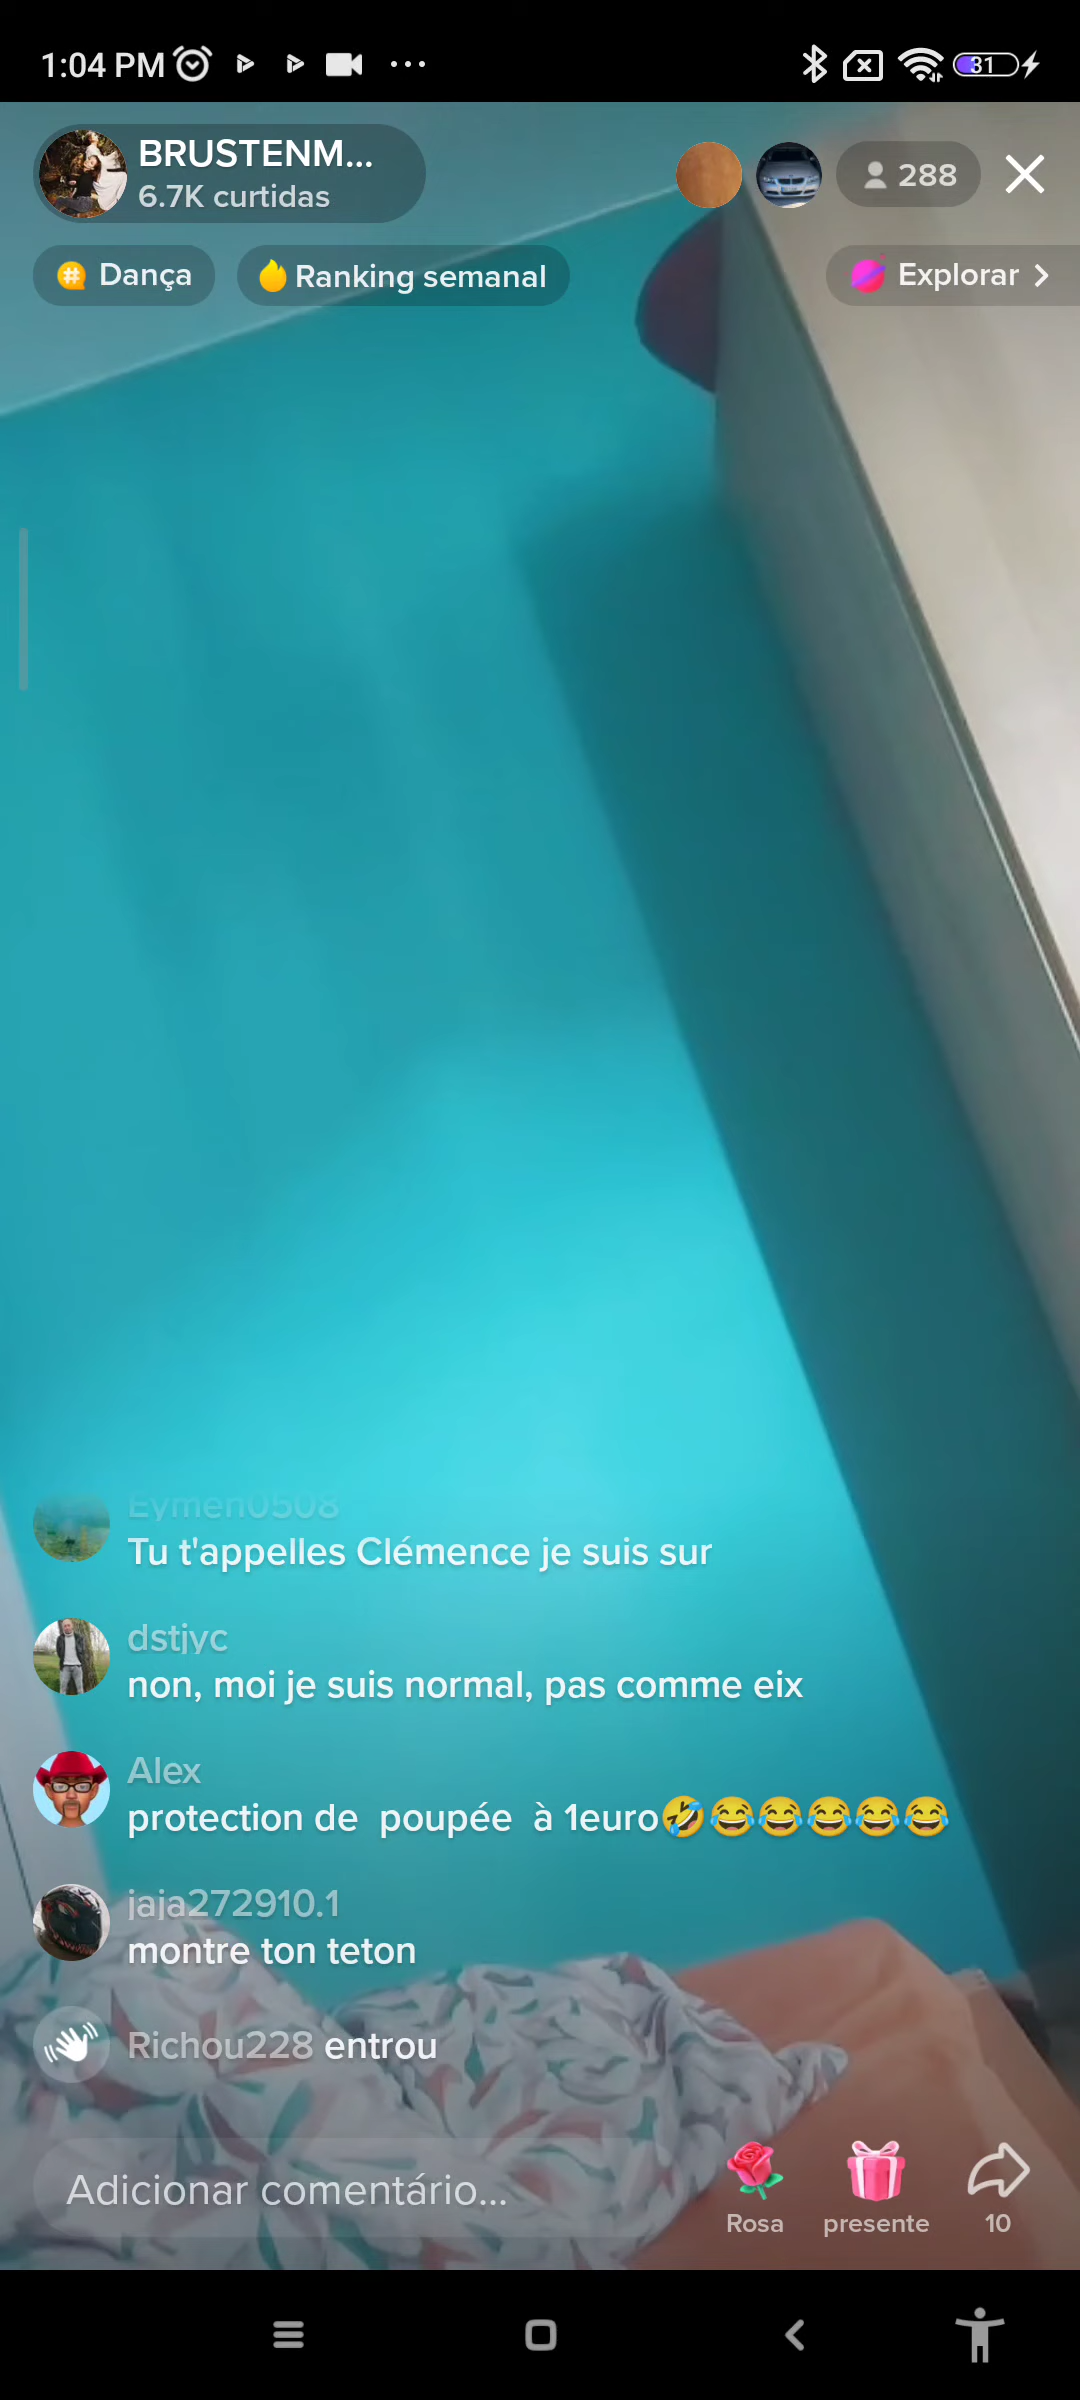 1:04 PM
31
BRUSTENM...
6.7K curtidas
288
Dança
Ranking semanal
Explorar
Eymen0508
Tu t'appelles Clémence je suis sur
dstjyc
non, moi je suis normal, pas comme eix
Alex
protection de poupée à 1euro🤣😂😂😂😂😂
jaja272910.1
montre ton teton
Richou228 entrou
Adicionar comentário...
Rosa
presente
10